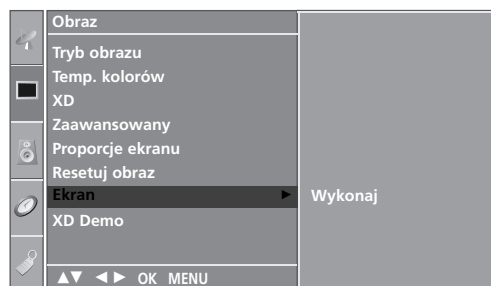 Obraz
Tryb obrazu
Temp. kolorów
XD
Zaawansowany
Proporcje ekranu
Resetuj obraz
Ekran ▶ Wykonaj
XD Demo
▲▼ ◀ ▶ OK MENU